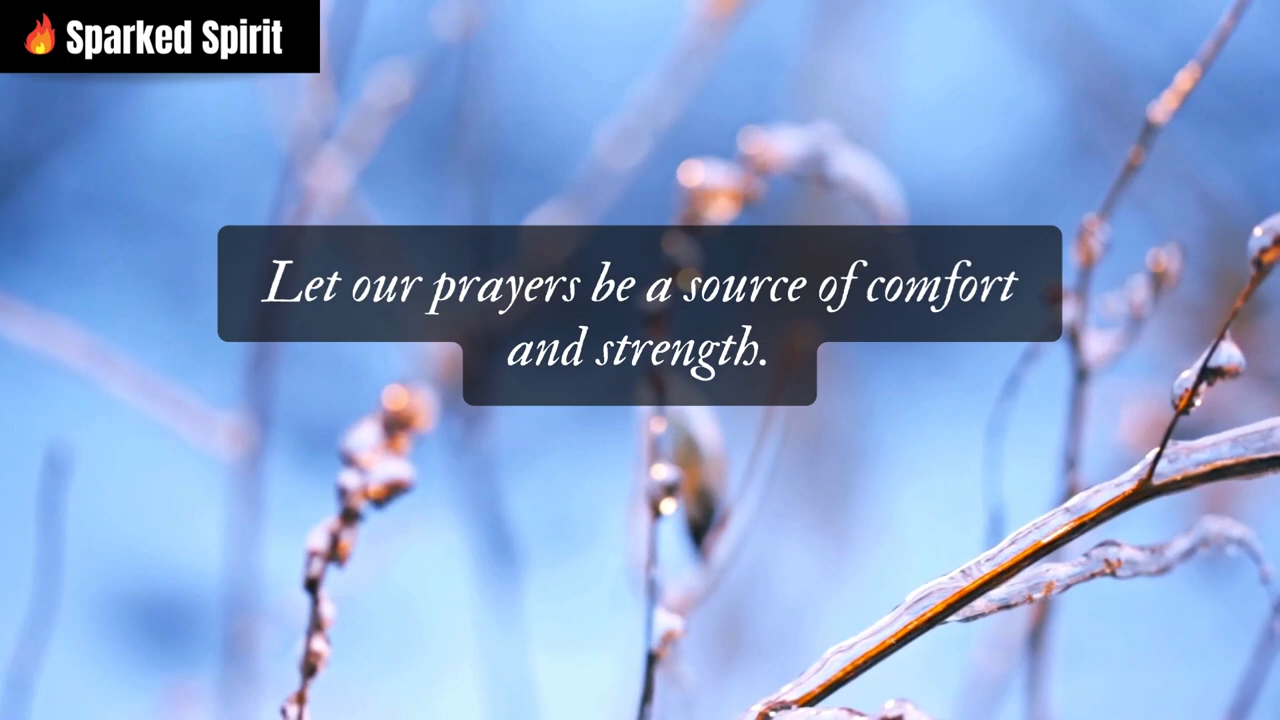 🔥 Sparked Spirit
Let our prayers be a source of comfort
and strength.